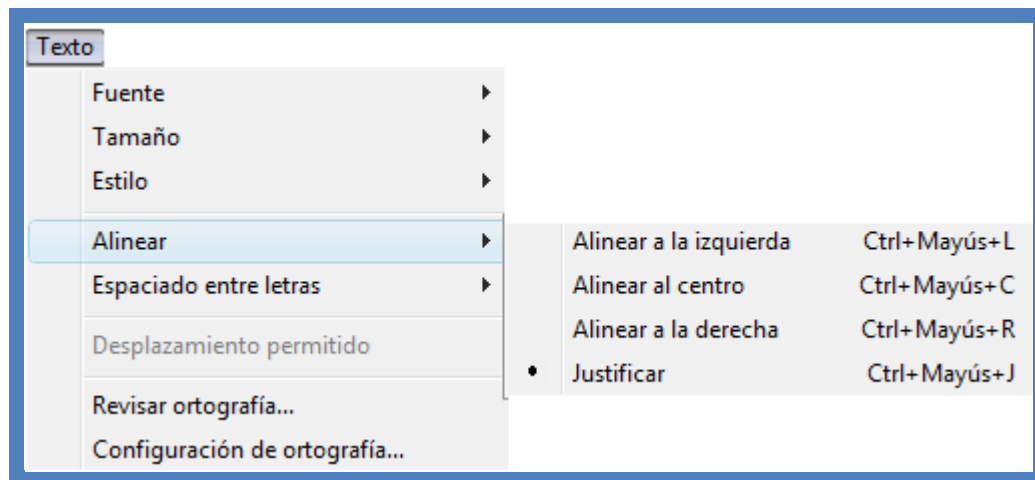 Texto
Fuente
Tamaño
Estilo
Alinear
Alinear a la izquierda Ctrl+Mayús+L
Espaciado entre letras
Alinear al centro Ctrl+Mayús+C
Alinear a la derecha Ctrl+Mayús+R
Desplazamiento permitido
Justificar Ctrl+Mayús+J
Revisar ortografía...
Configuración de ortografía...